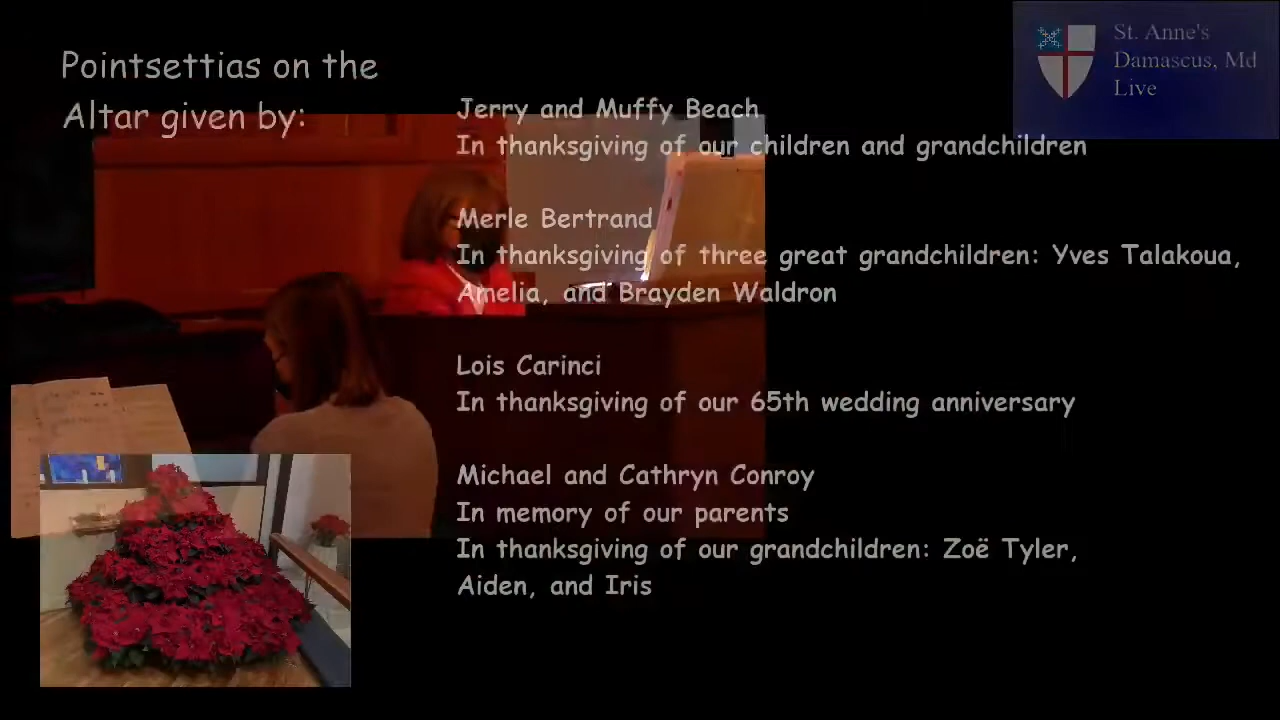 Pointsettias on the
Altar given by:
St. Anne's
Damascus, Md
Live
Jerry and Muffy Beach
In thanksgiving of our children and grandchildren
Merle Bertrand
In thanksgiving of three great grandchildren: Yves Talakoua,
Amelia, and Brayden Waldron
Lois Carinci
In thanksgiving of our 65th wedding anniversary
Michael and Cathryn Conroy
In memory of our parents
In thanksgiving of our grandchildren: Zoë Tyler,
Aiden, and Iris